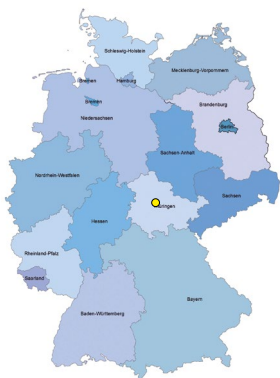 Schleswig-Holstein
Mecklenburg-Vorpommern
Bremen
Hamburg
Bremen
Brandenburg
Niedersachsen
Berlin
Sachsen-Anhalt
Nordrhein-Westfalen
Sachsen
Hessen
Rheinland-Pfalz
Saarland
Bayern
Baden-Württemberg